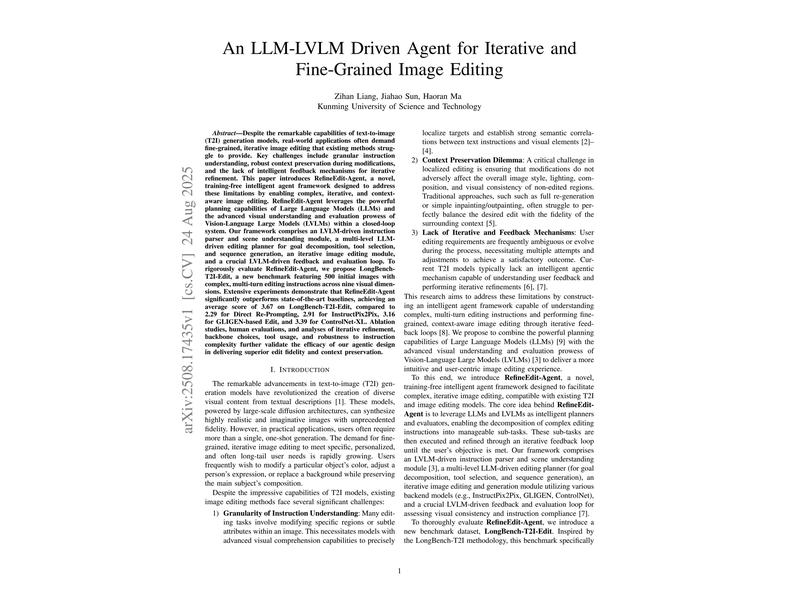 An LLM-LVLM Driven Agent for Iterative and
Fine-Grained Image Editing
Zihan Liang, Jiahao Sun, Haoran Ma
Kunming University of Science and Technology
arXiv:2508.17435v1 [cs.CV] 24 Aug 2025
Abstract—Despite the remarkable capabilities of text-to-image
(T2I) generation models, real-world applications often demand
fine-grained, iterative image editing that existing methods strug-
gle to provide. Key challenges include granular instruction
understanding, robust context preservation during modifications,
and the lack of intelligent feedback mechanisms for iterative
refinement. This paper introduces RefineEdit-Agent, a novel,
training-free intelligent agent framework designed to address
these limitations by enabling complex, iterative, and context-
aware image editing. RefineEdit-Agent leverages the powerful
planning capabilities of Large Language Models (LLMs) and
the advanced visual understanding and evaluation prowess of
Vision-Language Large Models (LVLMs) within a closed-loop
system. Our framework comprises an LVLM-driven instruction
parser and scene understanding module, a multi-level LLM-
driven editing planner for goal decomposition, tool selection,
and sequence generation, an iterative image editing module,
and a crucial LVLM-driven feedback and evaluation loop. To
rigorously evaluate RefineEdit-Agent, we propose LongBench-
T2I-Edit, a new benchmark featuring 500 initial images with
complex, multi-turn editing instructions across nine visual dimen-
sions. Extensive experiments demonstrate that RefineEdit-Agent
significantly outperforms state-of-the-art baselines, achieving an
average score of 3.67 on LongBench-T2I-Edit, compared to
2.29 for Direct Re-Prompting, 2.91 for InstructPix2Pix, 3.16
for GLIGEN-based Edit, and 3.39 for ControlNet-XL. Ablation
studies, human evaluations, and analyses of iterative refinement,
backbone choices, tool usage, and robustness to instruction
complexity further validate the efficacy of our agentic design
in delivering superior edit fidelity and context preservation.
I. Introduction
The remarkable advancements in text-to-image (T2I) gen-
eration models have revolutionized the creation of diverse
visual content from textual descriptions [1]. These models,
powered by large-scale diffusion architectures, can synthesize
highly realistic and imaginative images with unprecedented
fidelity. However, in practical applications, users often require
more than a single, one-shot generation. The demand for fine-
grained, iterative image editing to meet specific, personalized,
and often long-tail user needs is rapidly growing. Users
frequently wish to modify a particular object's color, adjust a
person's expression, or replace a background while preserving
the main subject's composition.
Despite the impressive capabilities of T2I models, existing
image editing methods face several significant challenges:
1) Granularity of Instruction Understanding: Many edit-
ing tasks involve modifying specific regions or subtle
attributes within an image. This necessitates models with
advanced visual comprehension capabilities to precisely
localize targets and establish strong semantic correla-
tions between text instructions and visual elements [2]–
[4].
2) Context Preservation Dilemma: A critical challenge in
localized editing is ensuring that modifications do not
adversely affect the overall image style, lighting, com-
position, and visual consistency of non-edited regions.
Traditional approaches, such such as full re-generation
or simple inpainting/outpainting, often struggle to per-
fectly balance the desired edit with the fidelity of the
surrounding context [5].
3) Lack of Iterative and Feedback Mechanisms: User
editing requirements are frequently ambiguous or evolve
during the process, necessitating multiple attempts and
adjustments to achieve a satisfactory outcome. Cur-
rent T2I models typically lack an intelligent agentic
mechanism capable of understanding user feedback and
performing iterative refinements [6], [7].
This research aims to address these limitations by construct-
ing an intelligent agent framework capable of understanding
complex, multi-turn editing instructions and performing fine-
grained, context-aware image editing through iterative feed-
back loops [8]. We propose to combine the powerful planning
capabilities of Large Language Models (LLMs) [9] with the
advanced visual understanding and evaluation prowess of
Vision-Language Large Models (LVLMs) [3] to deliver a more
intuitive and user-centric image editing experience.
To this end, we introduce RefineEdit-Agent, a novel,
training-free intelligent agent framework designed to facilitate
complex, iterative image editing, compatible with existing T2I
and image editing models. The core idea behind RefineEdit-
Agent is to leverage LLMs and LVLMs as intelligent planners
and evaluators, enabling the decomposition of complex editing
instructions into manageable sub-tasks. These sub-tasks are
then executed and refined through an iterative feedback loop
until the user's objective is met. Our framework comprises
an LVLM-driven instruction parser and scene understanding
module [3], a multi-level LLM-driven editing planner (for goal
decomposition, tool selection, and sequence generation), an
iterative image editing and generation module utilizing various
backend models (e.g., InstructPix2Pix, GLIGEN, ControlNet),
and a crucial LVLM-driven feedback and evaluation loop for
assessing visual consistency and instruction compliance [7].
To thoroughly evaluate RefineEdit-Agent, we introduce a
new benchmark dataset, LongBench-T2I-Edit. Inspired by
the LongBench-T2I methodology, this benchmark specifically
1